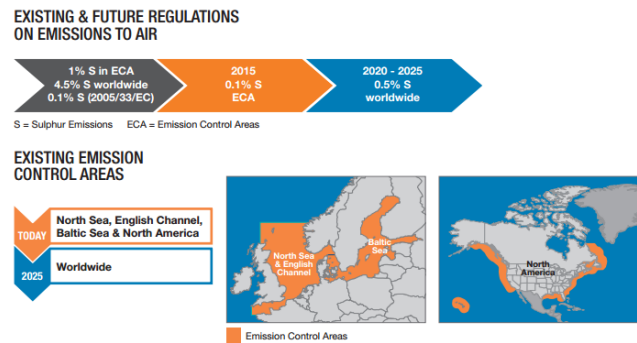 EXISTING & FUTURE REGULATIONS
ON EMISSIONS TO AIR
1% S in ECA
4.5% S worldwide
0.1% S (2005/33/EC)
2015
0.1% S
ECA
2020 - 2025
0.5% S
worldwide
S = Sulphur Emissions ECA = Emission Control Areas
EXISTING EMISSION
CONTROL AREAS
TODAY
North Sea, English Channel,
Baltic Sea & North America
2025
Worldwide
North Sea
& English
Channel
Baltic
Sea
North
America
Emission Control Areas